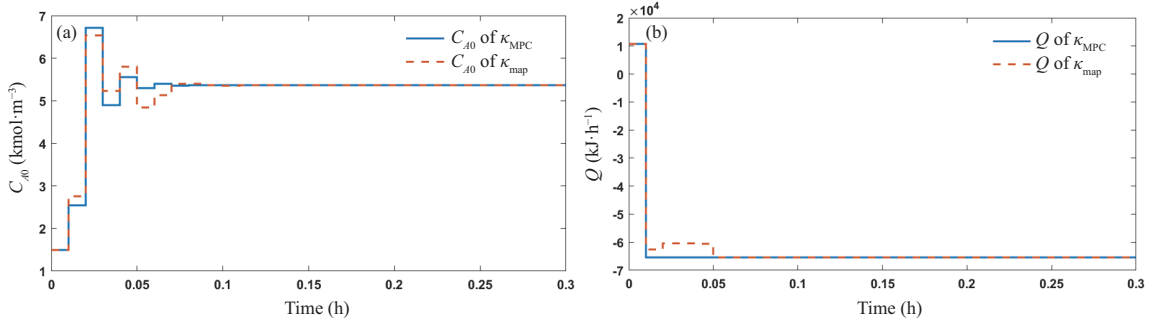 (a)
C_A0 of κ_MPC
C_A0 of κ_map
C_A0 (kmol·m⁻³)
7
6
5
4
3
2
1
0 0.05 0.1 0.15 0.2 0.25 0.3
Time (h)
×10⁴
(b)
Q of κ_MPC
Q of κ_map
Q (kJ·h⁻¹)
2
1
0
-1
-2
-3
-4
-5
-6
-7
0 0.05 0.1 0.15 0.2 0.25 0.3
Time (h)